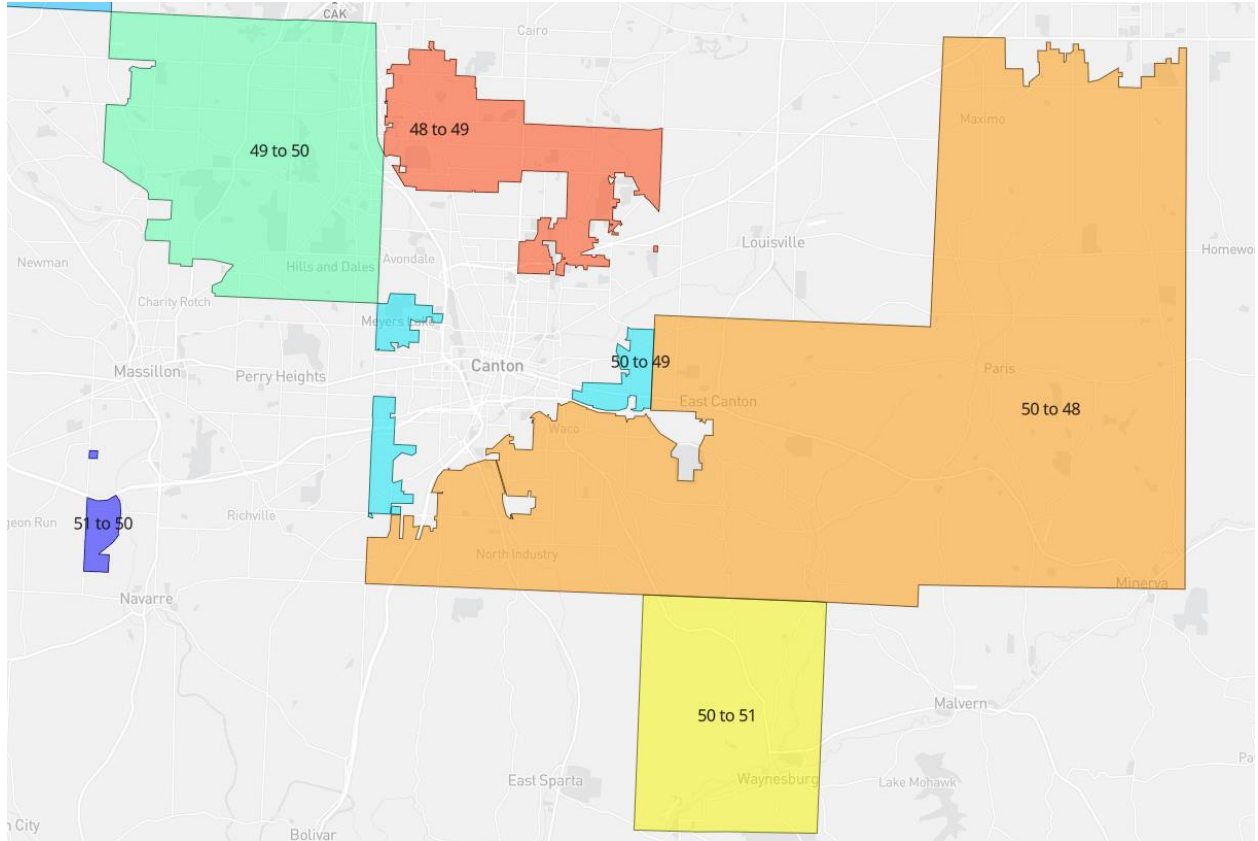 CAK
Cairo
48 to 49
Maximo
49 to 50
Louisville
Homewo
Newman
Hills and Dales
Avondale
Charity Rotch
Meyers Lake
Massillon
Perry Heights
Canton
50 to 49
Paris
East Canton
50 to 48
Waco
51 to 50
geon Run
Richville
North Industry
Minerva
Navarre
Malvern
50 to 51
East Sparta
Waynesburg
Lake Mohawk
Pa
n City
Bolivar